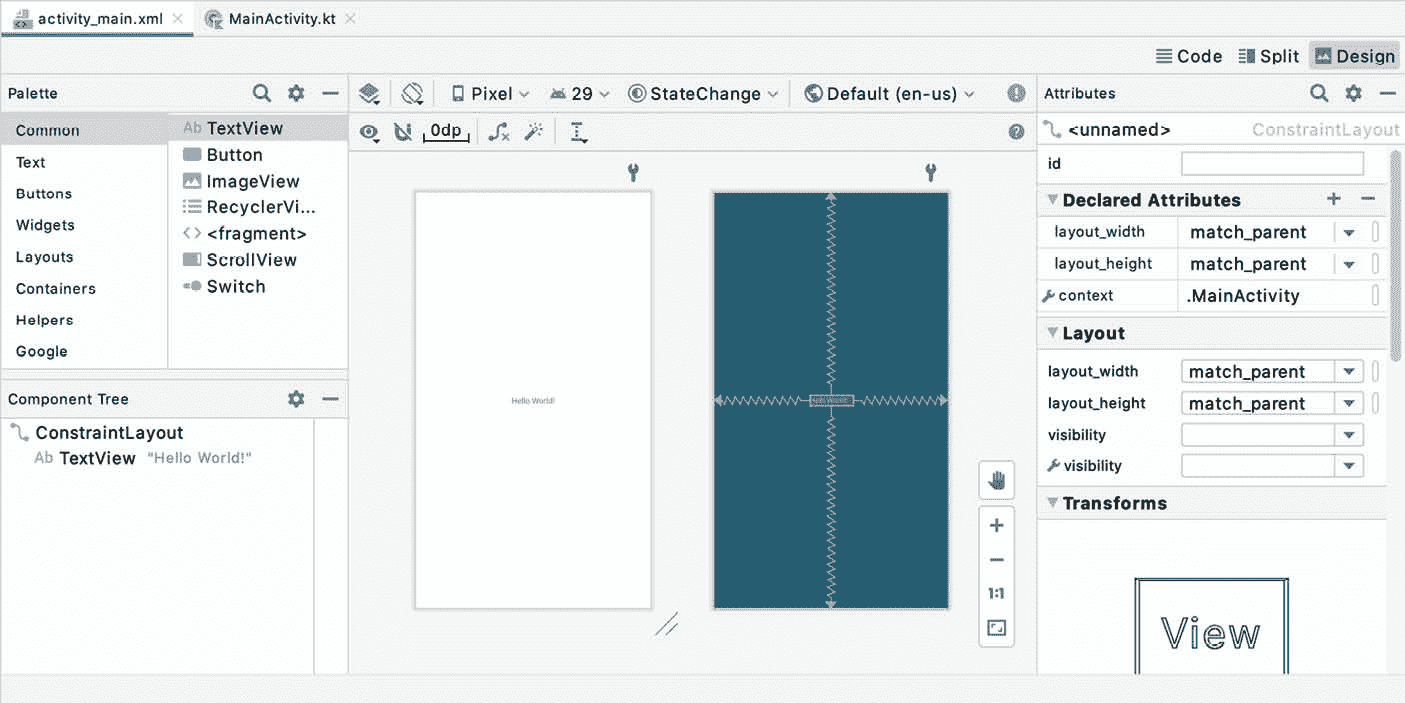 activity_main.xml
MainActivity.kt
Code
Split
Design
Palette
Pixel
29
StateChange
Default (en-us)
Attributes
0dp
Common
Text
Buttons
Widgets
Layouts
Containers
Helpers
Google
Ab TextView
Button
ImageView
RecyclerVi...
<fragment>
ScrollView
Switch
Component Tree
ConstraintLayout
Ab TextView "Hello World!"
Hello World!
Hello World!
1:1
<unnamed> ConstraintLayout
id
Declared Attributes
layout_width match_parent
layout_height match_parent
context .MainActivity
Layout
layout_width match_parent
layout_height match_parent
visibility
visibility
Transforms
View